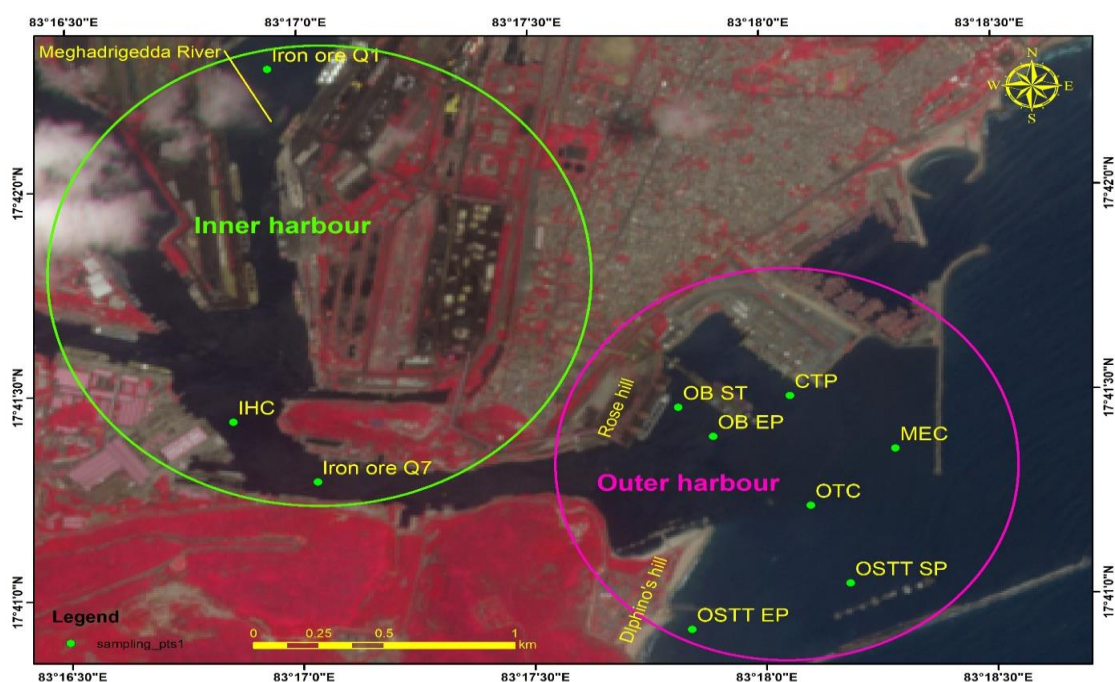 83°16'30"E 83°17'0"E 83°17'30"E 83°18'0"E 83°18'30"E
Meghadrigedda River
Iron ore Q1
N
W E
S
17°42'0"N
17°42'0"N
Inner harbour
17°41'30"N
17°41'30"N
Rose hill
CTP
OB ST
OB EP
IHC
MEC
Iron ore Q7
Outer harbour
OTC
OSTT SP
17°41'0"N
17°41'0"N
Dlphino's hill
OSTT EP
Legend
sampling_pts1
0 0.25 0.5 1
km
83°16'30"E 83°17'0"E 83°17'30"E 83°18'0"E 83°18'30"E